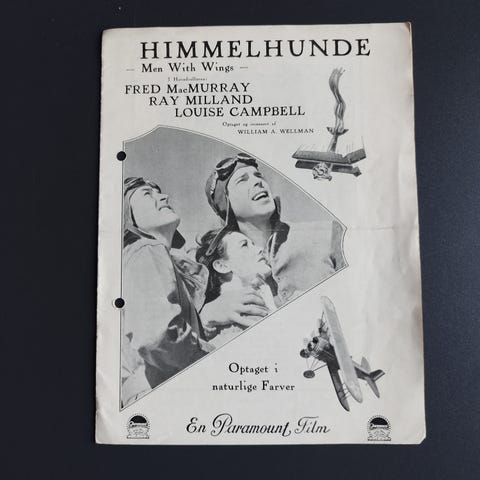 HIMMELHUNDE
— Men With Wings —
I Hovedrollerne:
FRED MacMURRAY
RAY MILLAND
LOUISE CAMPBELL
Optaget og iscenesat af
WILLIAM A. WELLMAN
Optaget i
naturlige Farver
En Paramount Film